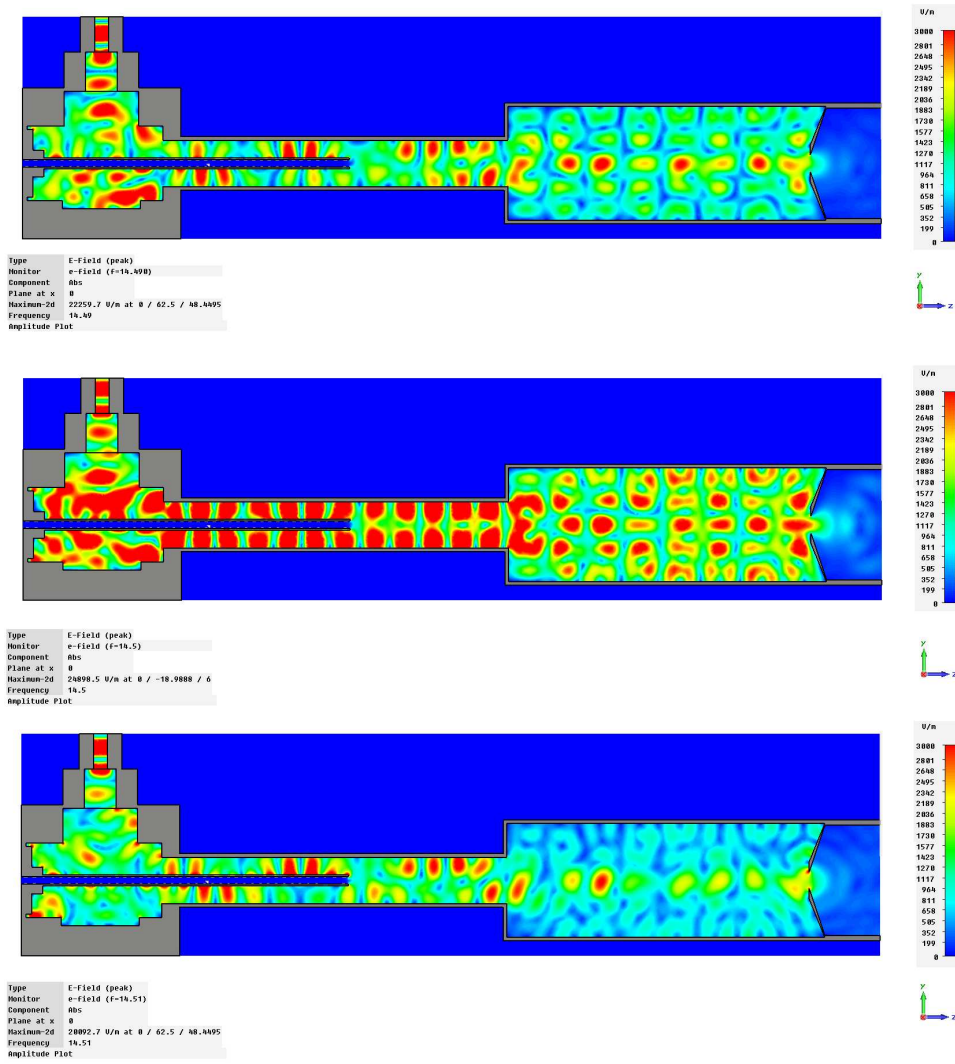 V/m
3000
2801
2648
2495
2342
2189
2036
1883
1730
1577
1423
1270
1117
964
811
658
505
352
199
0
y
z
Type E-Field (peak)
Monitor e-field (f=14.490)
Component Abs
Plane at x 0
Maximum-2d 22259.7 V/m at 0 / 62.5 / 48.4495
Frequency 14.49
Amplitude Plot
V/m
3000
2801
2648
2495
2342
2189
2036
1883
1730
1577
1423
1270
1117
964
811
658
505
352
199
0
y
z
Type E-Field (peak)
Monitor e-field (f=14.5)
Component Abs
Plane at x 0
Maximum-2d 24898.5 V/m at 0 / -18.9808 / 6
Frequency 14.5
Amplitude Plot
V/m
3000
2801
2648
2495
2342
2189
2036
1883
1730
1577
1423
1270
1117
964
811
658
505
352
199
0
y
z
Type E-Field (peak)
Monitor e-field (f=14.51)
Component Abs
Plane at x 0
Maximum-2d 20092.7 V/m at 0 / 62.5 / 48.4495
Frequency 14.51
Amplitude Plot